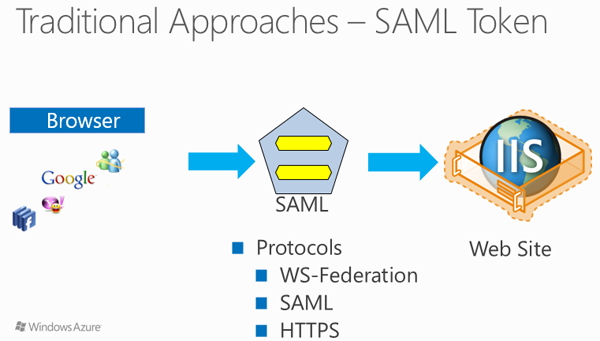 Traditional Approaches – SAML Token
Browser
Google
Y!
f
SAML
IIS
Web Site
Protocols
WS-Federation
SAML
HTTPS
Windows Azure